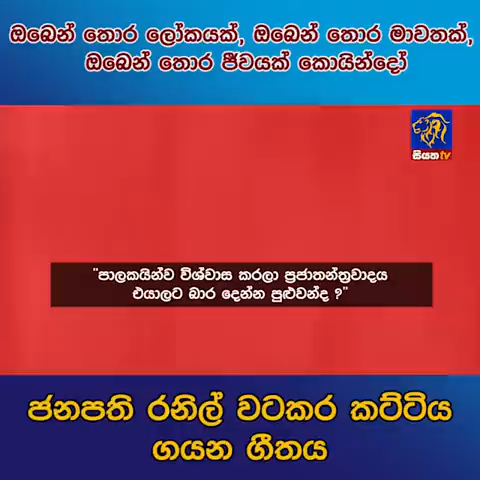 ඔබෙන් තොර ලෝකයක්, ඔබෙන් තොර මාවතක්,
ඔබෙන් තොර ජීවයක් කොයින්දෝ
සියත tv
"පාලකයින්ව විශ්වාස කරලා ප්‍රජාතන්ත්‍රවාදය
එයාලට බාර දෙන්න පුළුවන්ද ?"
ජනපති රනිල් වටකර කට්ටිය
ගයන ගීතය